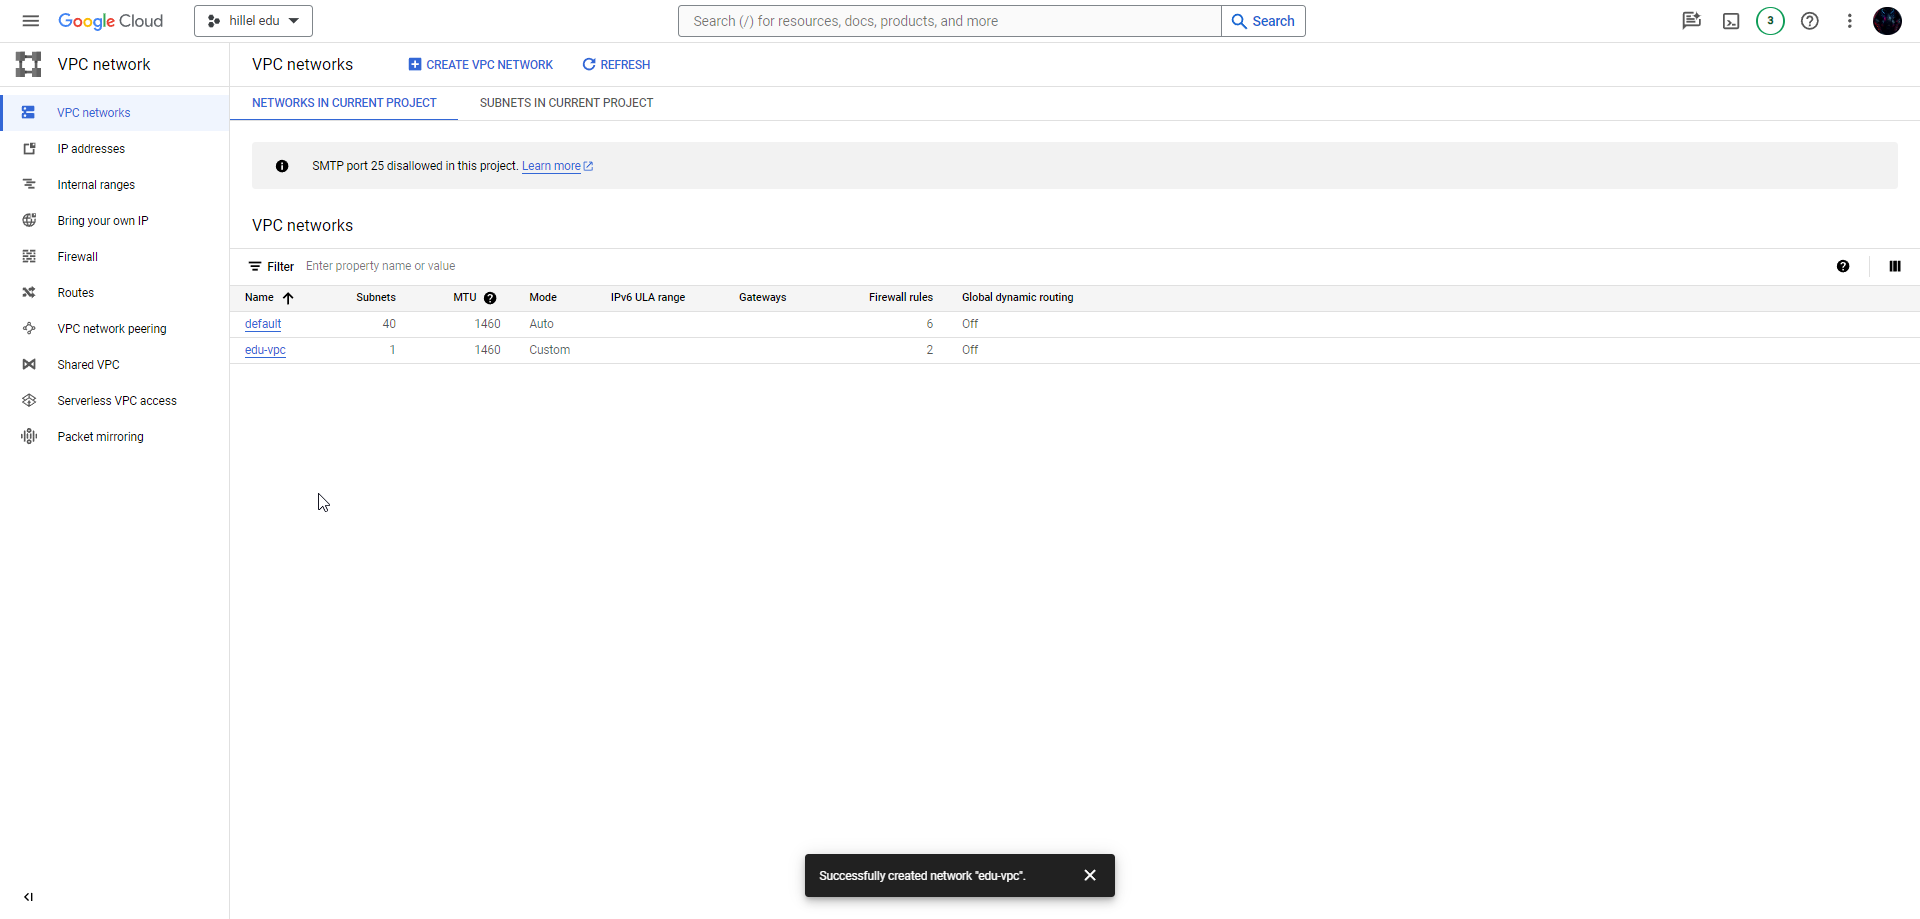 Google Cloud
hillel edu
Search (/) for resources, docs, products, and more
Search
3
VPC network
VPC networks
CREATE VPC NETWORK
REFRESH
NETWORKS IN CURRENT PROJECT
SUBNETS IN CURRENT PROJECT
VPC networks
IP addresses
Internal ranges
Bring your own IP
Firewall
Routes
VPC network peering
Shared VPC
Serverless VPC access
Packet mirroring
SMTP port 25 disallowed in this project. Learn more
VPC networks
Filter Enter property name or value
Name Subnets MTU Mode IPv6 ULA range Gateways Firewall rules Global dynamic routing
default 40 1460 Auto 6 Off
edu-vpc 1 1460 Custom 2 Off
Successfully created network "edu-vpc".